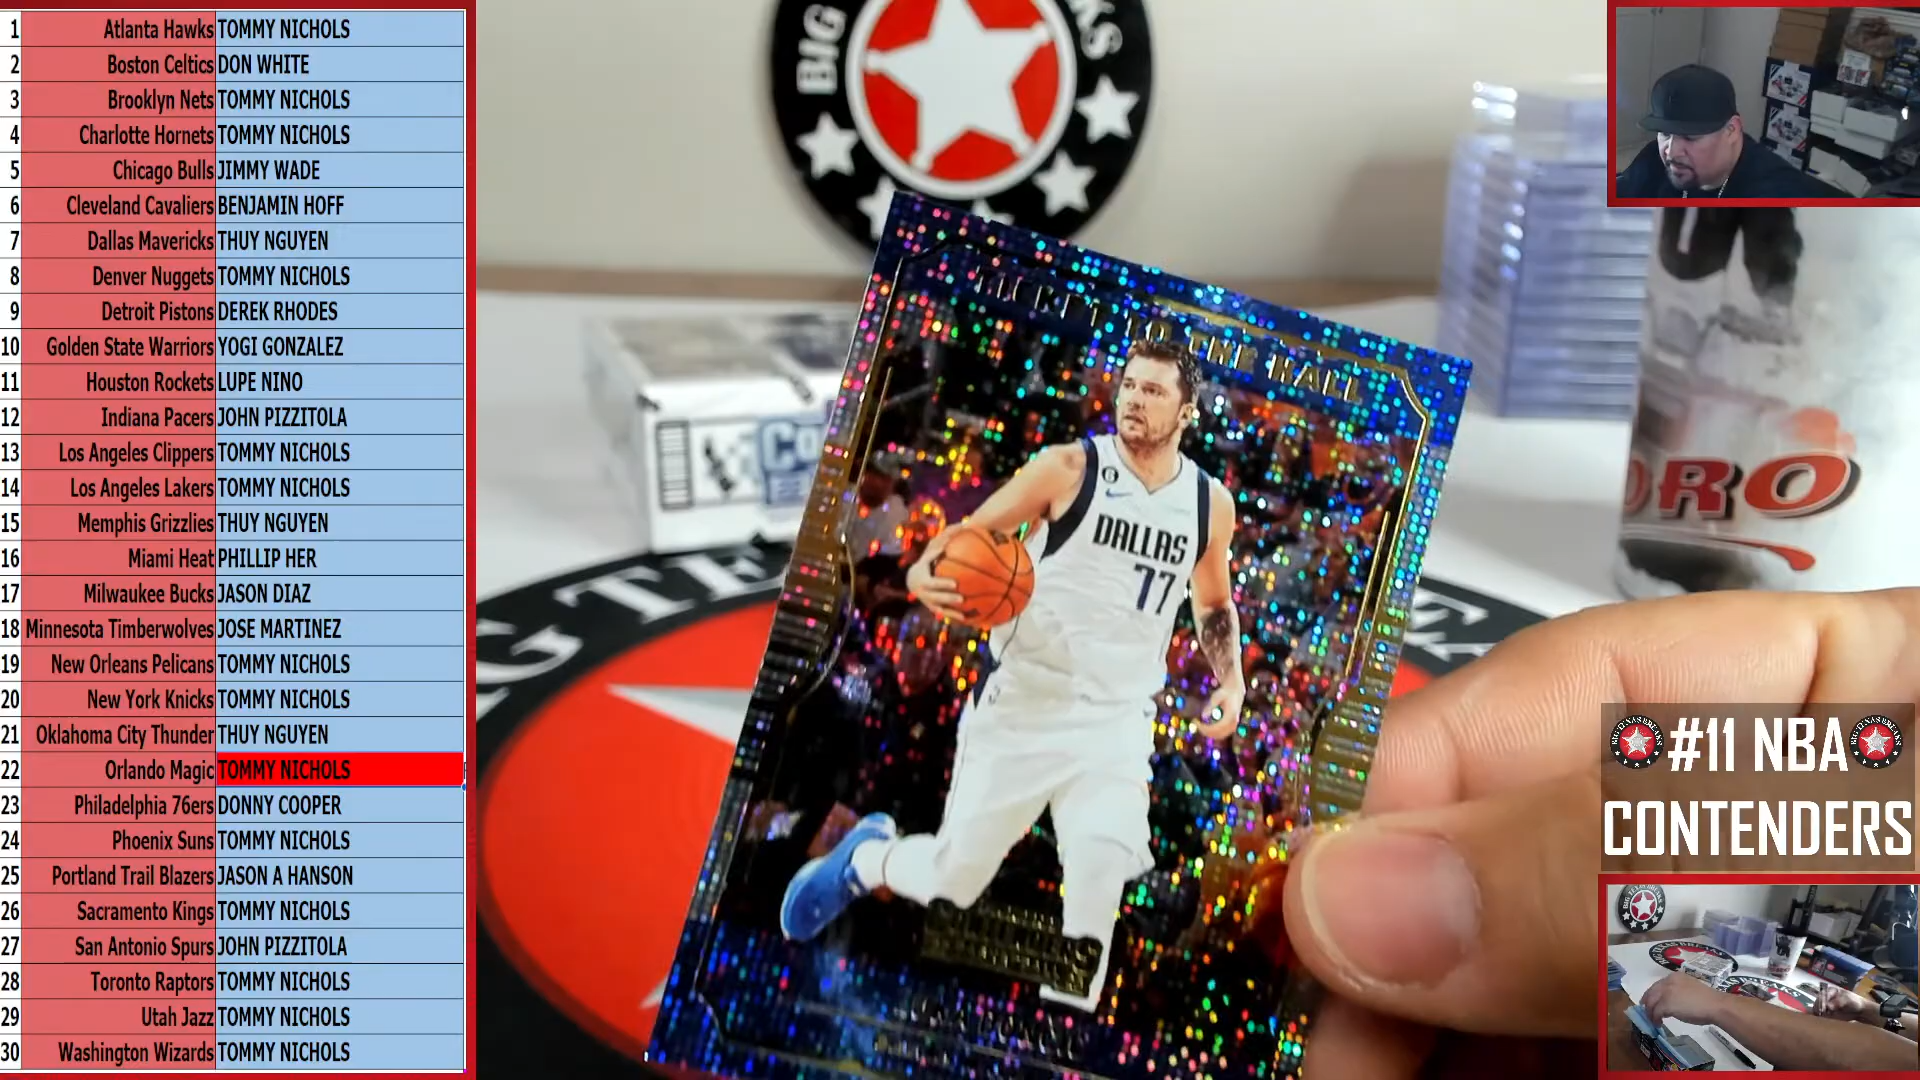 1 Atlanta Hawks TOMMY NICHOLS
2 Boston Celtics DON WHITE
3 Brooklyn Nets TOMMY NICHOLS
4 Charlotte Hornets TOMMY NICHOLS
5 Chicago Bulls JIMMY WADE
6 Cleveland Cavaliers BENJAMIN HOFF
7 Dallas Mavericks THUY NGUYEN
8 Denver Nuggets TOMMY NICHOLS
9 Detroit Pistons DEREK RHODES
10 Golden State Warriors YOGI GONZALEZ
11 Houston Rockets LUPE NINO
12 Indiana Pacers JOHN PIZZITOLA
13 Los Angeles Clippers TOMMY NICHOLS
14 Los Angeles Lakers TOMMY NICHOLS
15 Memphis Grizzlies THUY NGUYEN
16 Miami Heat PHILLIP HER
17 Milwaukee Bucks JASON DIAZ
18 Minnesota Timberwolves JOSE MARTINEZ
19 New Orleans Pelicans TOMMY NICHOLS
20 New York Knicks TOMMY NICHOLS
21 Oklahoma City Thunder THUY NGUYEN
22 Orlando Magic TOMMY NICHOLS
23 Philadelphia 76ers DONNY COOPER
24 Phoenix Suns TOMMY NICHOLS
25 Portland Trail Blazers JASON A HANSON
26 Sacramento Kings TOMMY NICHOLS
27 San Antonio Spurs JOHN PIZZITOLA
28 Toronto Raptors TOMMY NICHOLS
29 Utah Jazz TOMMY NICHOLS
30 Washington Wizards TOMMY NICHOLS
BIG
TICKET TO THE HALL
6
DALLAS
77
LUKA DONCIC
ORO
#11 NBA
CONTENDERS